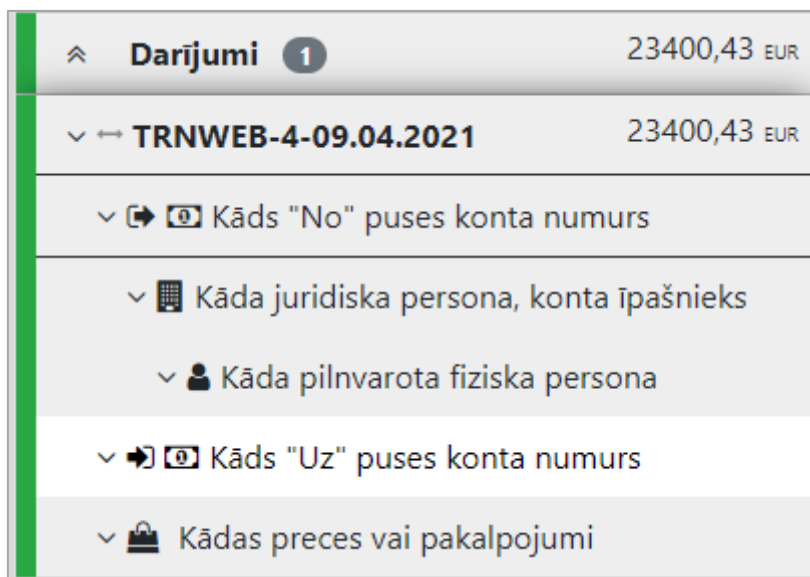 Darījumi 1 23400,43 EUR
TRNWEB-4-09.04.2021 23400,43 EUR
Kāds "No" puses konta numurs
Kāda juridiska persona, konta īpašnieks
Kāda pilnvarota fiziska persona
Kāds "Uz" puses konta numurs
Kādas preces vai pakalpojumi